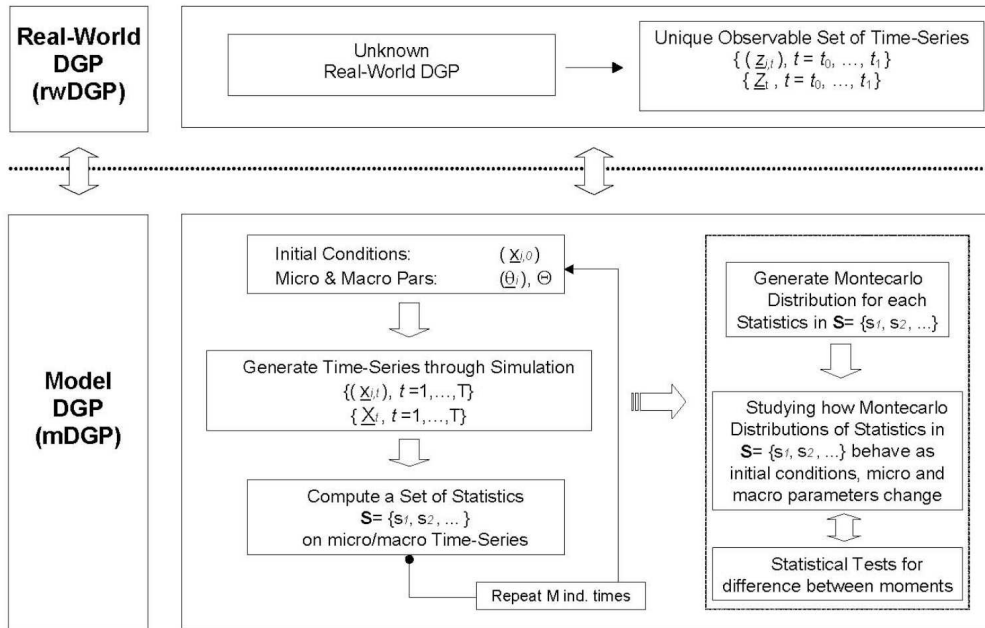 Real-World
DGP
(rwDGP)
Unknown
Real-World DGP
Unique Observable Set of Time-Series
{ ( z_{i,t}), t = t₀, …, t₁}
{ Z_t , t = t₀, …, t₁}
Model
DGP
(mDGP)
Initial Conditions: ( x_{i,0})
Micro & Macro Pars: (θ_i), Θ
Generate Time-Series through Simulation
{( x_{i,t}), t =1,…,T}
{ X_t, t =1,…,T}
Compute a Set of Statistics
S= {s₁, s₂ , ... }
on micro/macro Time-Series
Repeat M ind. times
Generate Montecarlo
Distribution for each
Statistics in S= {s₁, s₂, ...}
Studying how Montecarlo
Distributions of Statistics in
S= {s₁, s₂, ...} behave as
initial conditions, micro and
macro parameters change
Statistical Tests for
difference between moments